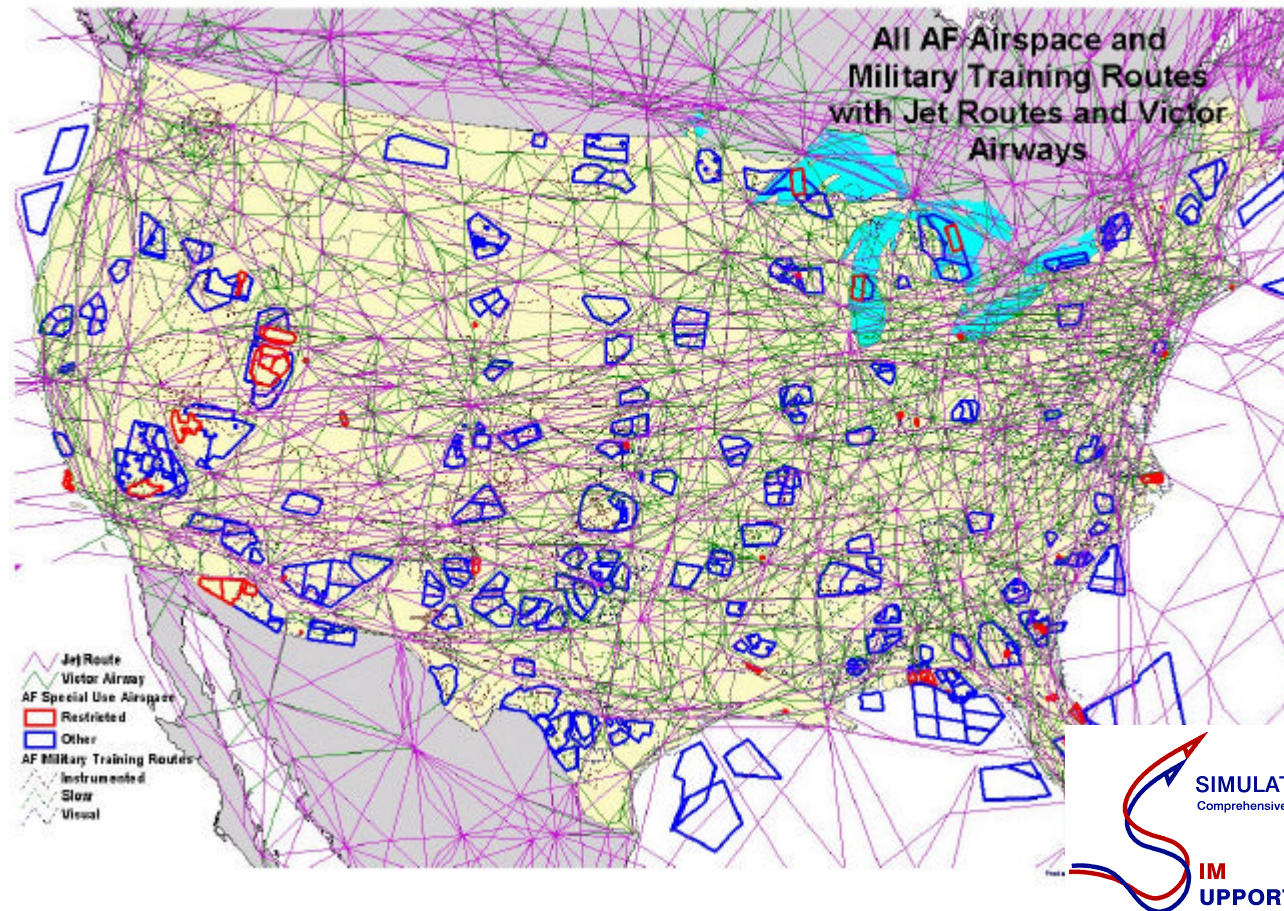 All AF Airspace and
Military Training Routes
with Jet Routes and Victor
Airways
Jet Route
Victor Airway
AF Special Use Airspace
Restricted
Other
AF Military Training Routes
Instrumented
Slow
Visual
SIMULAT
Comprehensive
IM
UPPORT